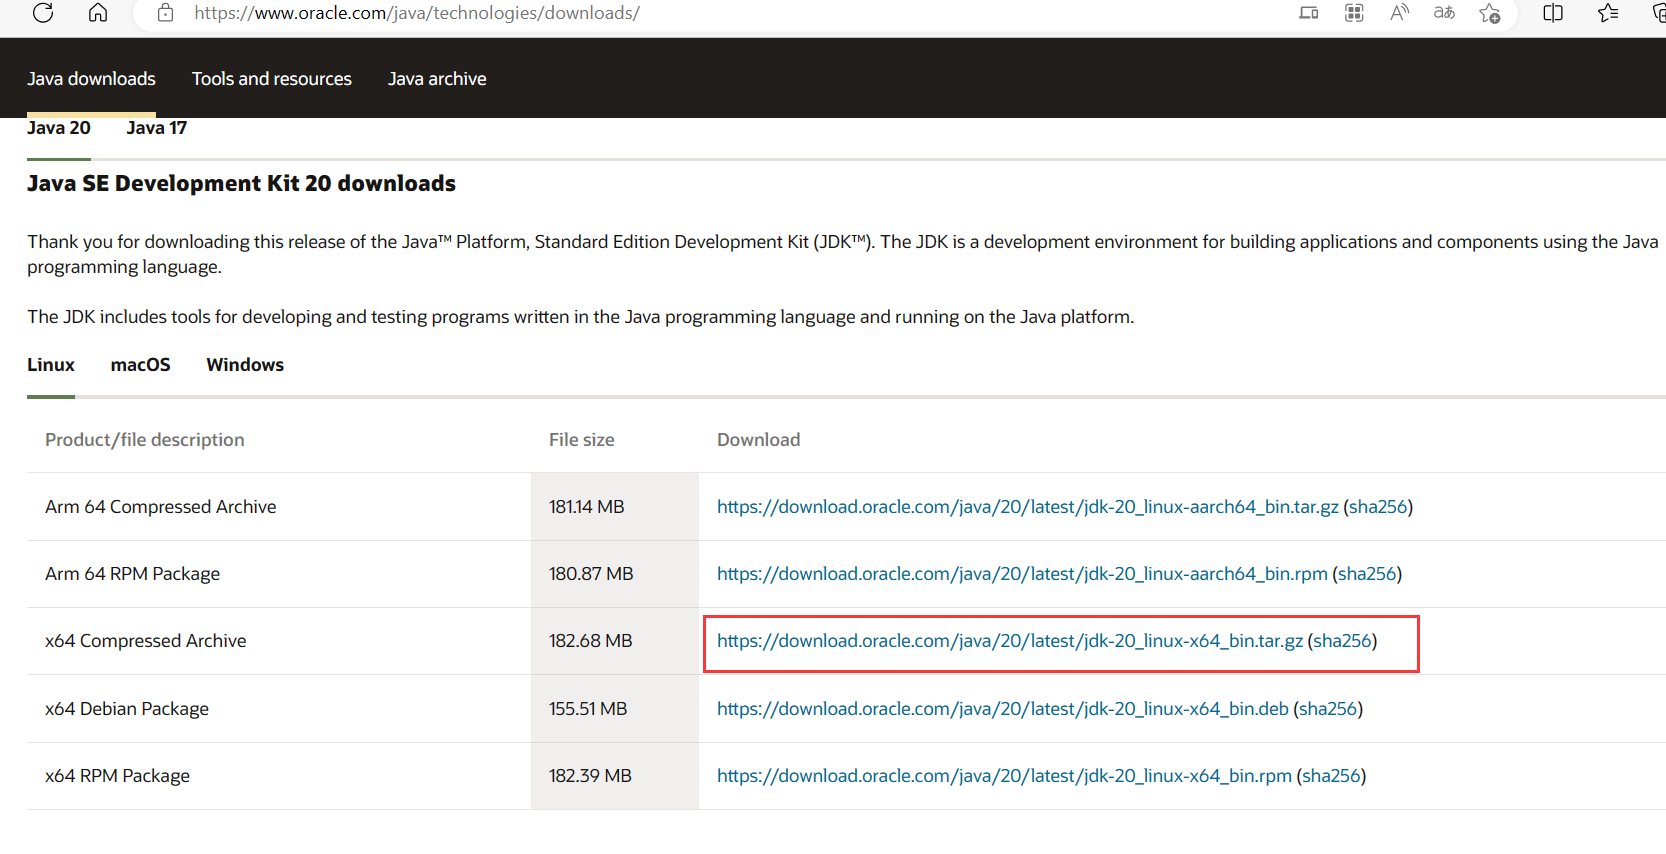 https://www.oracle.com/java/technologies/downloads/
Java downloads Tools and resources Java archive
Java 20 Java 17
Java SE Development Kit 20 downloads
Thank you for downloading this release of the Java™ Platform, Standard Edition Development Kit (JDK™). The JDK is a development environment for building applications and components using the Java
programming language.
The JDK includes tools for developing and testing programs written in the Java programming language and running on the Java platform.
Linux macOS Windows
Product/file description File size Download
Arm 64 Compressed Archive 181.14 MB https://download.oracle.com/java/20/latest/jdk-20_linux-aarch64_bin.tar.gz (sha256)
Arm 64 RPM Package 180.87 MB https://download.oracle.com/java/20/latest/jdk-20_linux-aarch64_bin.rpm (sha256)
x64 Compressed Archive 182.68 MB https://download.oracle.com/java/20/latest/jdk-20_linux-x64_bin.tar.gz (sha256)
x64 Debian Package 155.51 MB https://download.oracle.com/java/20/latest/jdk-20_linux-x64_bin.deb (sha256)
x64 RPM Package 182.39 MB https://download.oracle.com/java/20/latest/jdk-20_linux-x64_bin.rpm (sha256)